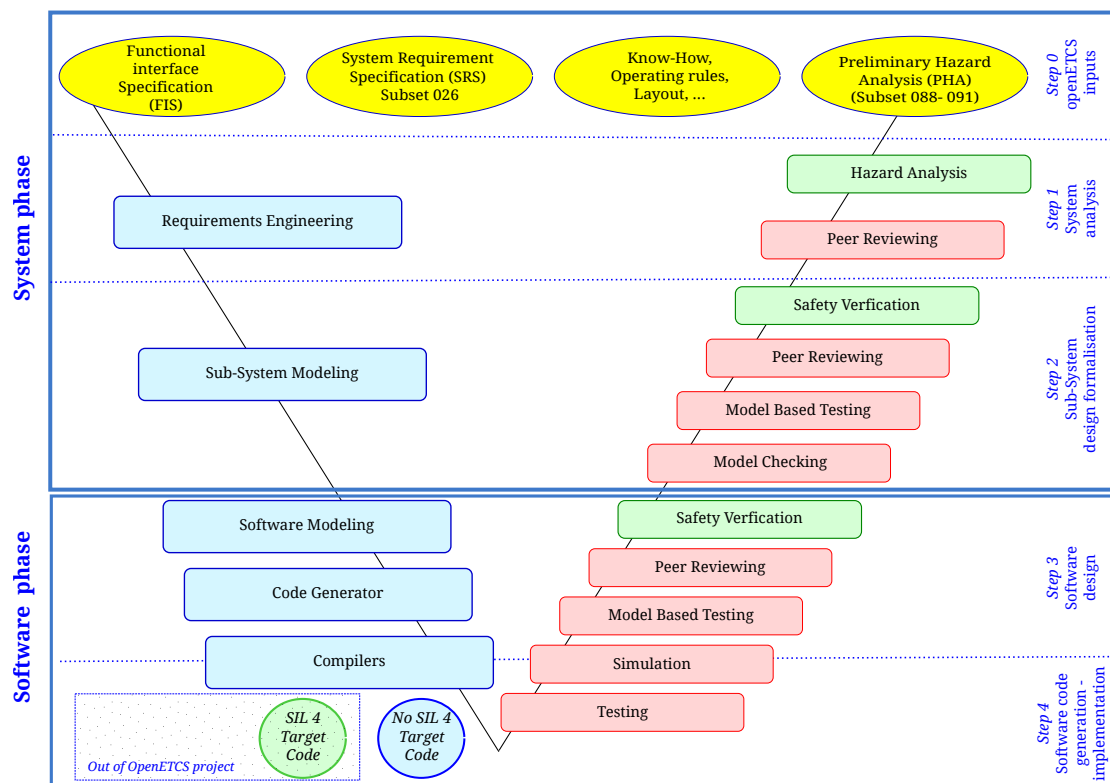 Functional
interface
Specification
(FIS)
System Requirement
Specification (SRS)
Subset 026
Know-How,
Operating rules,
Layout, ...
Preliminary Hazard
Analysis (PHA)
(Subset 088- 091)
Step 0
openETCS
inputs
System phase
Hazard Analysis
Requirements Engineering
Peer Reviewing
Step 1
System
analysis
Safety Verfication
Sub-System Modeling
Peer Reviewing
Model Based Testing
Model Checking
Step 2
Sub-System
design formalisation
Software phase
Software Modeling
Safety Verfication
Code Generator
Peer Reviewing
Model Based Testing
Step 3
Software
design
Compilers
Simulation
Testing
Step 4
Software code
generation -
implementation
SIL 4
Target
Code
No SIL 4
Target
Code
Out of OpenETCS project